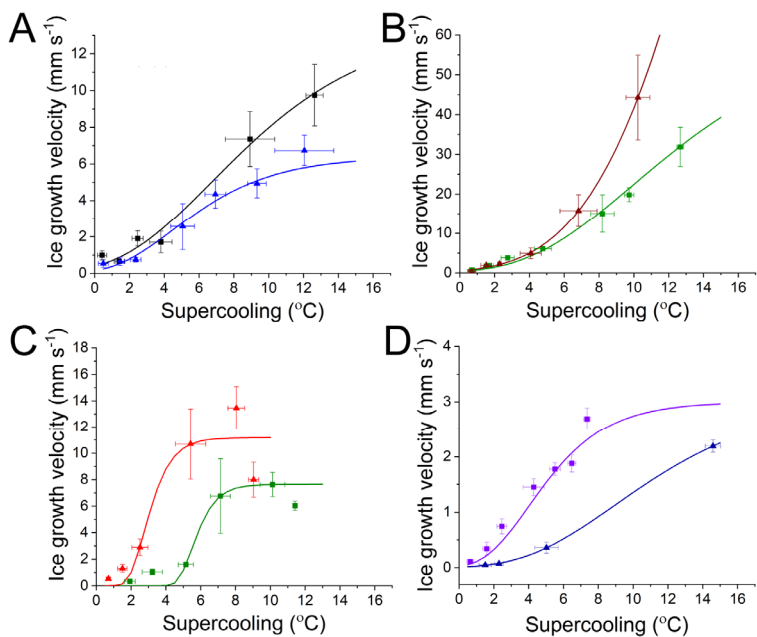 A
Ice growth velocity (mm s⁻¹)
12
10
8
6
4
2
0
0 2 4 6 8 10 12 14 16
Supercooling (ºC)
B
Ice growth velocity (mm s⁻¹)
60
50
40
30
20
10
0
0 2 4 6 8 10 12 14 16
Supercooling (ºC)
C
Ice growth velocity (mm s⁻¹)
18
16
14
12
10
8
6
4
2
0
0 2 4 6 8 10 12 14 16
Supercooling (ºC)
D
Ice growth velocity (mm s⁻¹)
4
3
2
1
0
0 2 4 6 8 10 12 14 16
Supercooling (ºC)